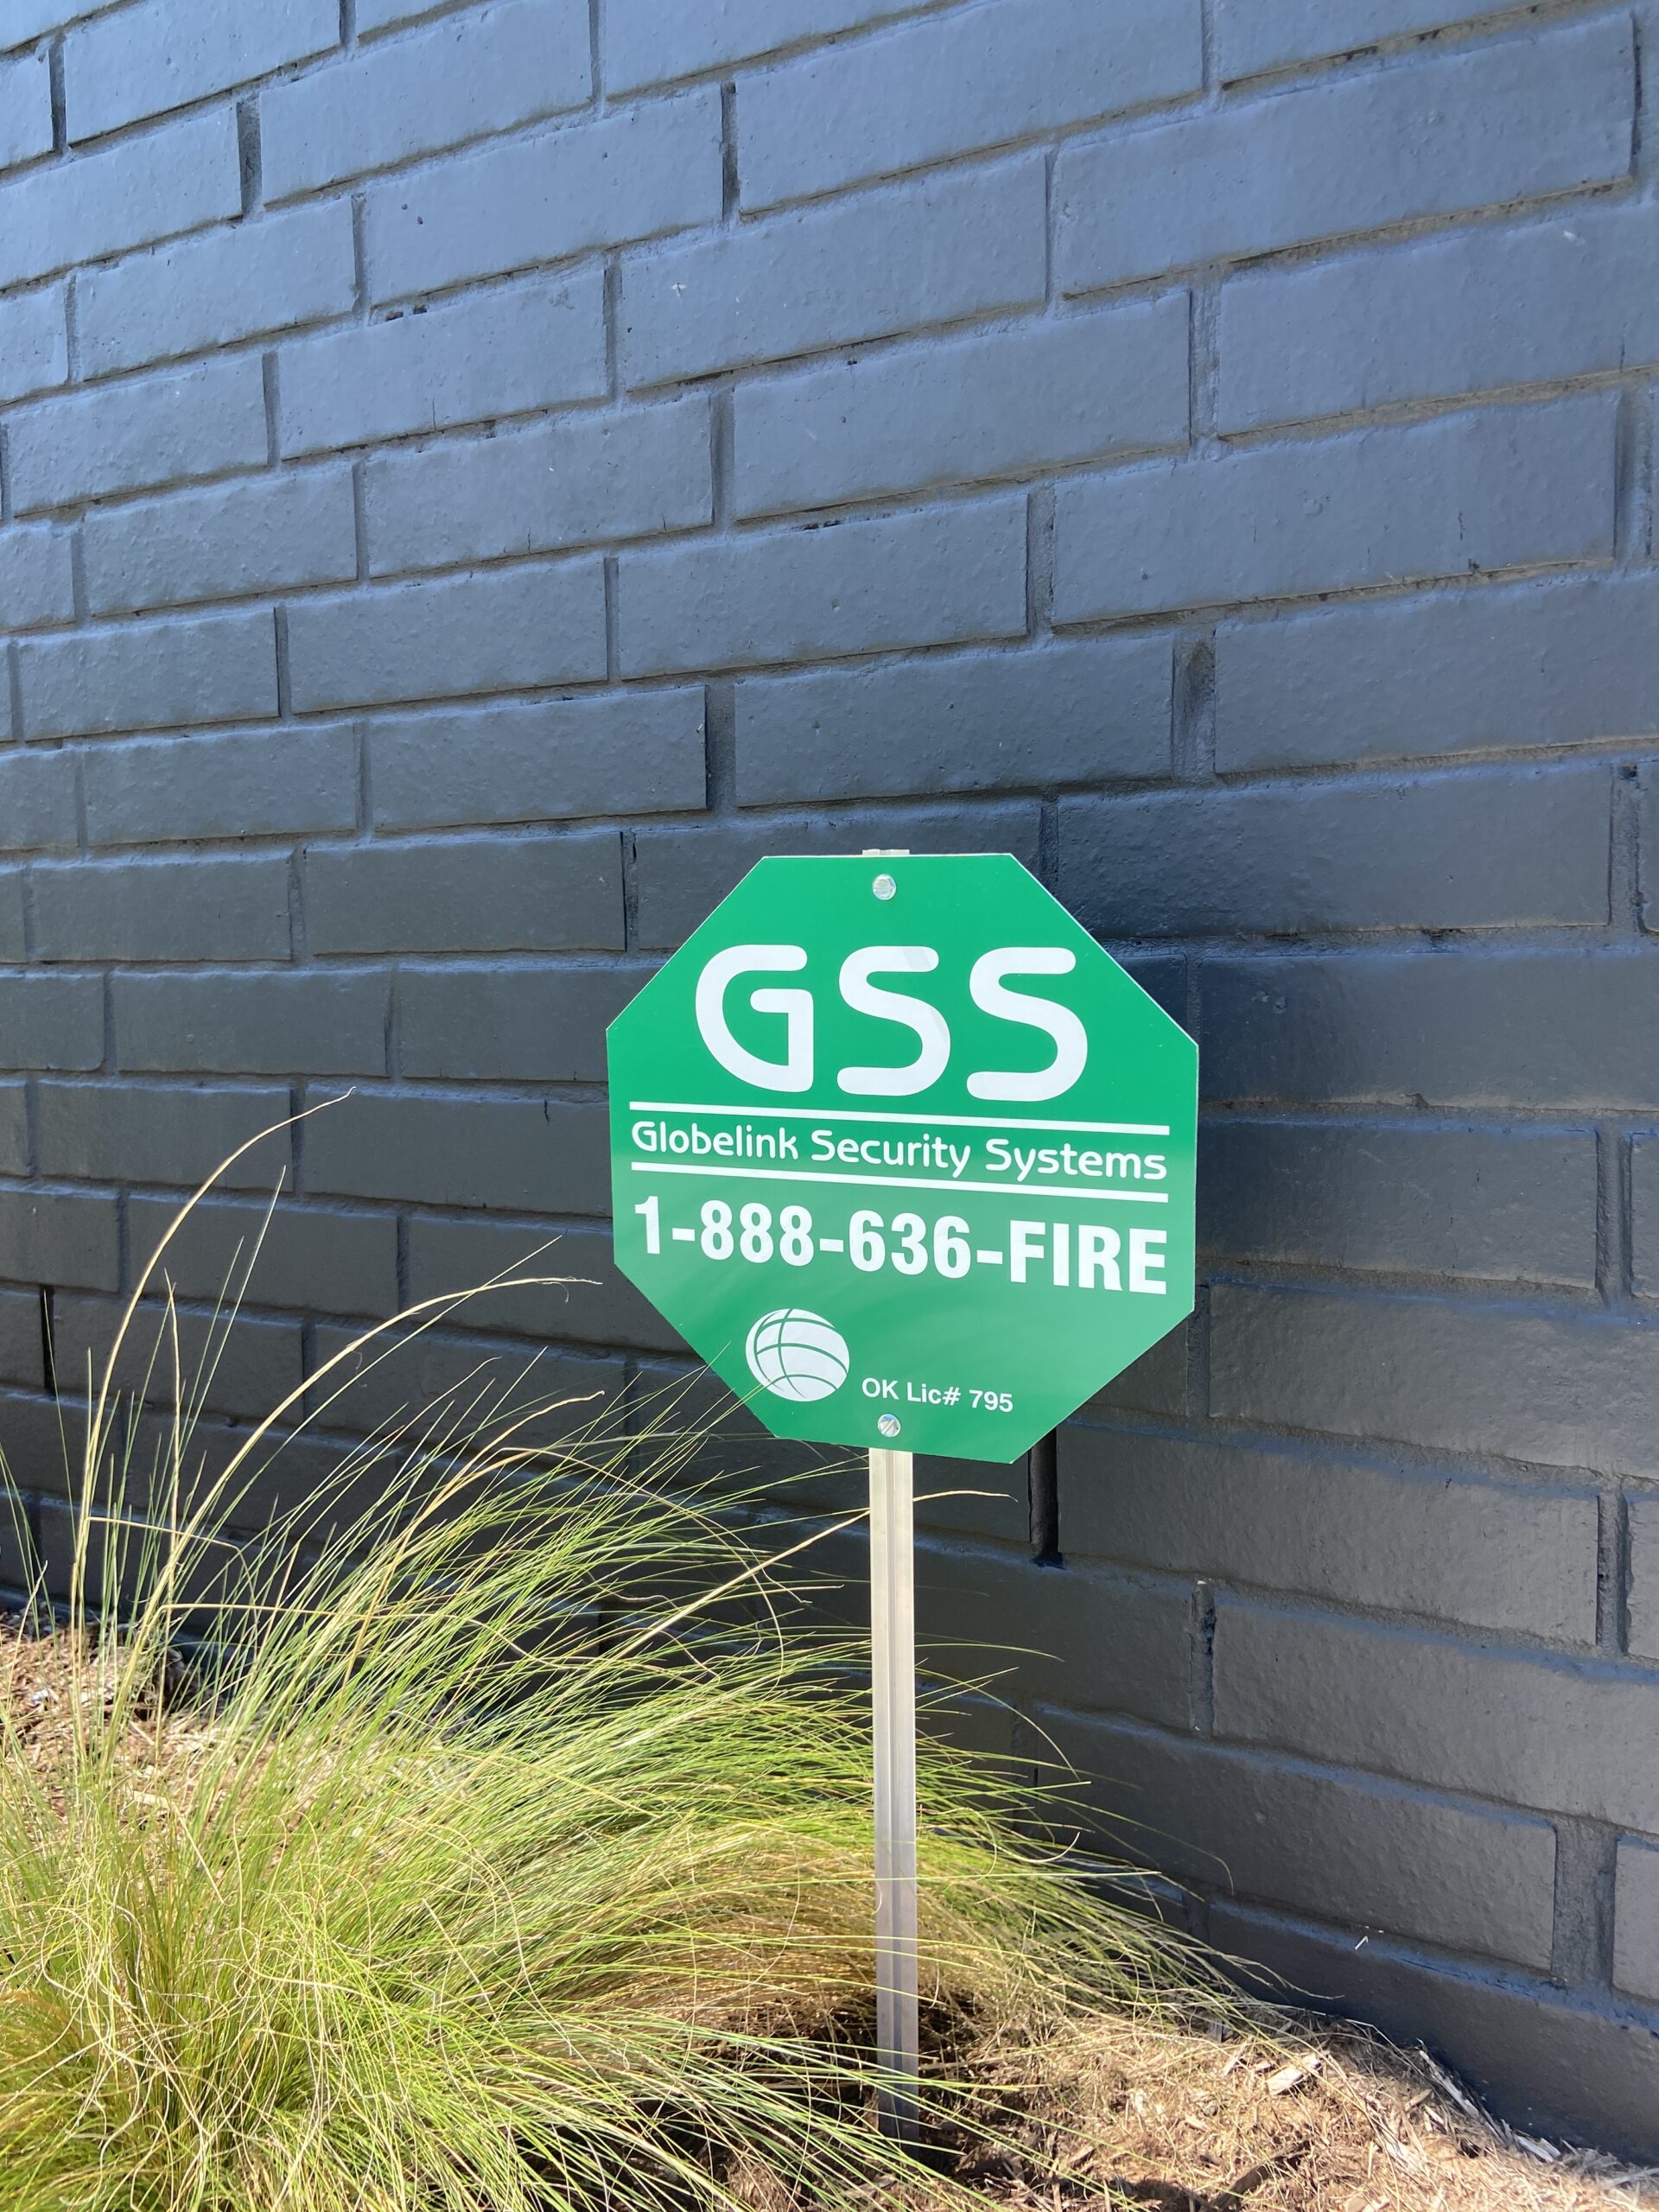 GSS
Globelink Security Systems
1-888-636-FIRE
OK Lic# 795